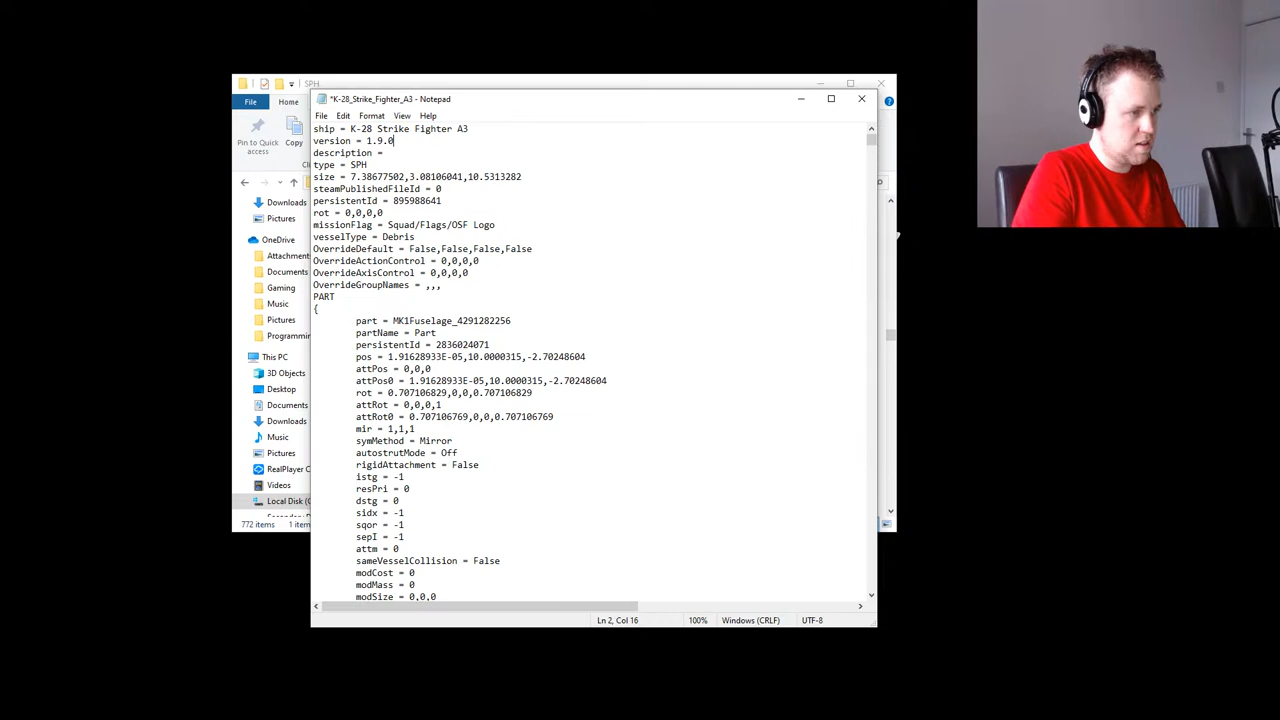 SPH
File
Home
Pin to Quick access
Copy
Downloads
Pictures
OneDrive
Attachments
Documents
Gaming
Music
Pictures
This PC
3D Objects
Desktop
Documents
Downloads
Music
Pictures
RealPlayer
Videos
Local Disk (
772 items
*K-28_Strike_Fighter_A3 - Notepad
File Edit Format View Help
ship = K-28 Strike Fighter A3
version = 1.9.0
description =
type = SPH
size = 7.38677502,3.08106041,10.5313282
steamPublishedFileId = 0
persistentId = 895988641
rot = 0,0,0,0
missionFlag = Squad/Flags/OSF Logo
vesselType = Debris
OverrideDefault = False,False,False,False
OverrideActionControl = 0,0,0,0
OverrideAxisControl = 0,0,0,0
OverrideGroupNames = ,,,
PART
{
part = MK1Fuselage_4291282256
partName = Part
persistentId = 2836024071
pos = 1.91628933E-05,10.0000315,-2.70248604
attPos = 0,0,0
attPos0 = 1.91628933E-05,10.0000315,-2.70248604
rot = 0.707106829,0,0,0.707106829
attRot = 0,0,0,1
attRot0 = 0.707106769,0,0,0.707106769
mir = 1,1,1
symMethod = Mirror
autostrutMode = Off
rigidAttachment = False
istg = -1
resPri = 0
dstg = 0
sidx = -1
sqor = -1
sepI = -1
attm = 0
sameVesselCollision = False
modCost = 0
modMass = 0
modSize = 0,0,0
Ln 2, Col 16 100% Windows (CRLF) UTF-8